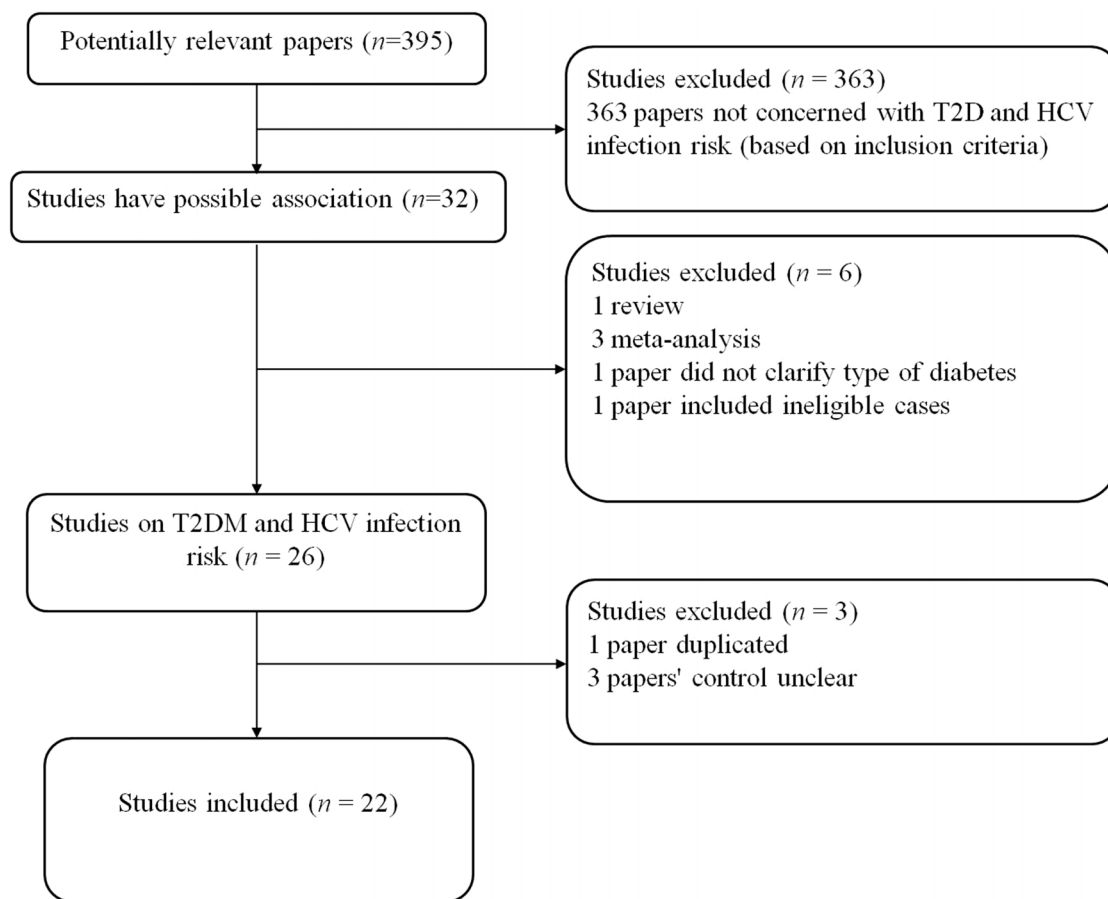 Potentially relevant papers (n=395)
Studies excluded (n = 363)
363 papers not concerned with T2D and HCV
infection risk (based on inclusion criteria)
Studies have possible association (n=32)
Studies excluded (n = 6)
1 review
3 meta-analysis
1 paper did not clarify type of diabetes
1 paper included ineligible cases
Studies on T2DM and HCV infection
risk (n = 26)
Studies excluded (n = 3)
1 paper duplicated
3 papers' control unclear
Studies included (n = 22)